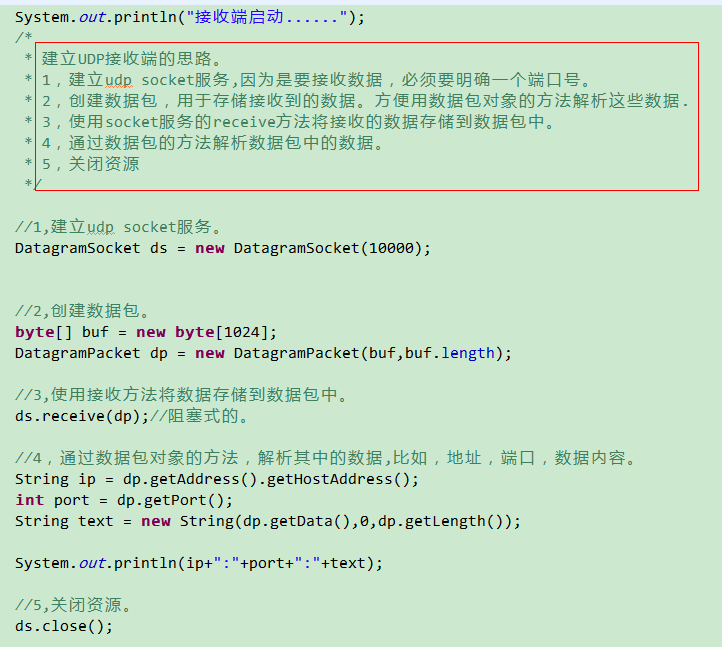 System.out.println("接收端启动......");
/*
* 建立UDP接收端的思路。
* 1，建立udp socket服务,因为是要接收数据，必须要明确一个端口号。
* 2，创建数据包，用于存储接收到的数据。方便用数据包对象的方法解析这些数据.
* 3，使用socket服务的receive方法将接收的数据存储到数据包中。
* 4，通过数据包的方法解析数据包中的数据。
* 5，关闭资源
*/
//1,建立udp socket服务。
DatagramSocket ds = new DatagramSocket(10000);
//2,创建数据包。
byte[] buf = new byte[1024];
DatagramPacket dp = new DatagramPacket(buf,buf.length);
//3,使用接收方法将数据存储到数据包中。
ds.receive(dp);//阻塞式的。
//4，通过数据包对象的方法，解析其中的数据,比如，地址，端口，数据内容。
String ip = dp.getAddress().getHostAddress();
int port = dp.getPort();
String text = new String(dp.getData(),0,dp.getLength());
System.out.println(ip+":"+port+":"+text);
//5,关闭资源。
ds.close();